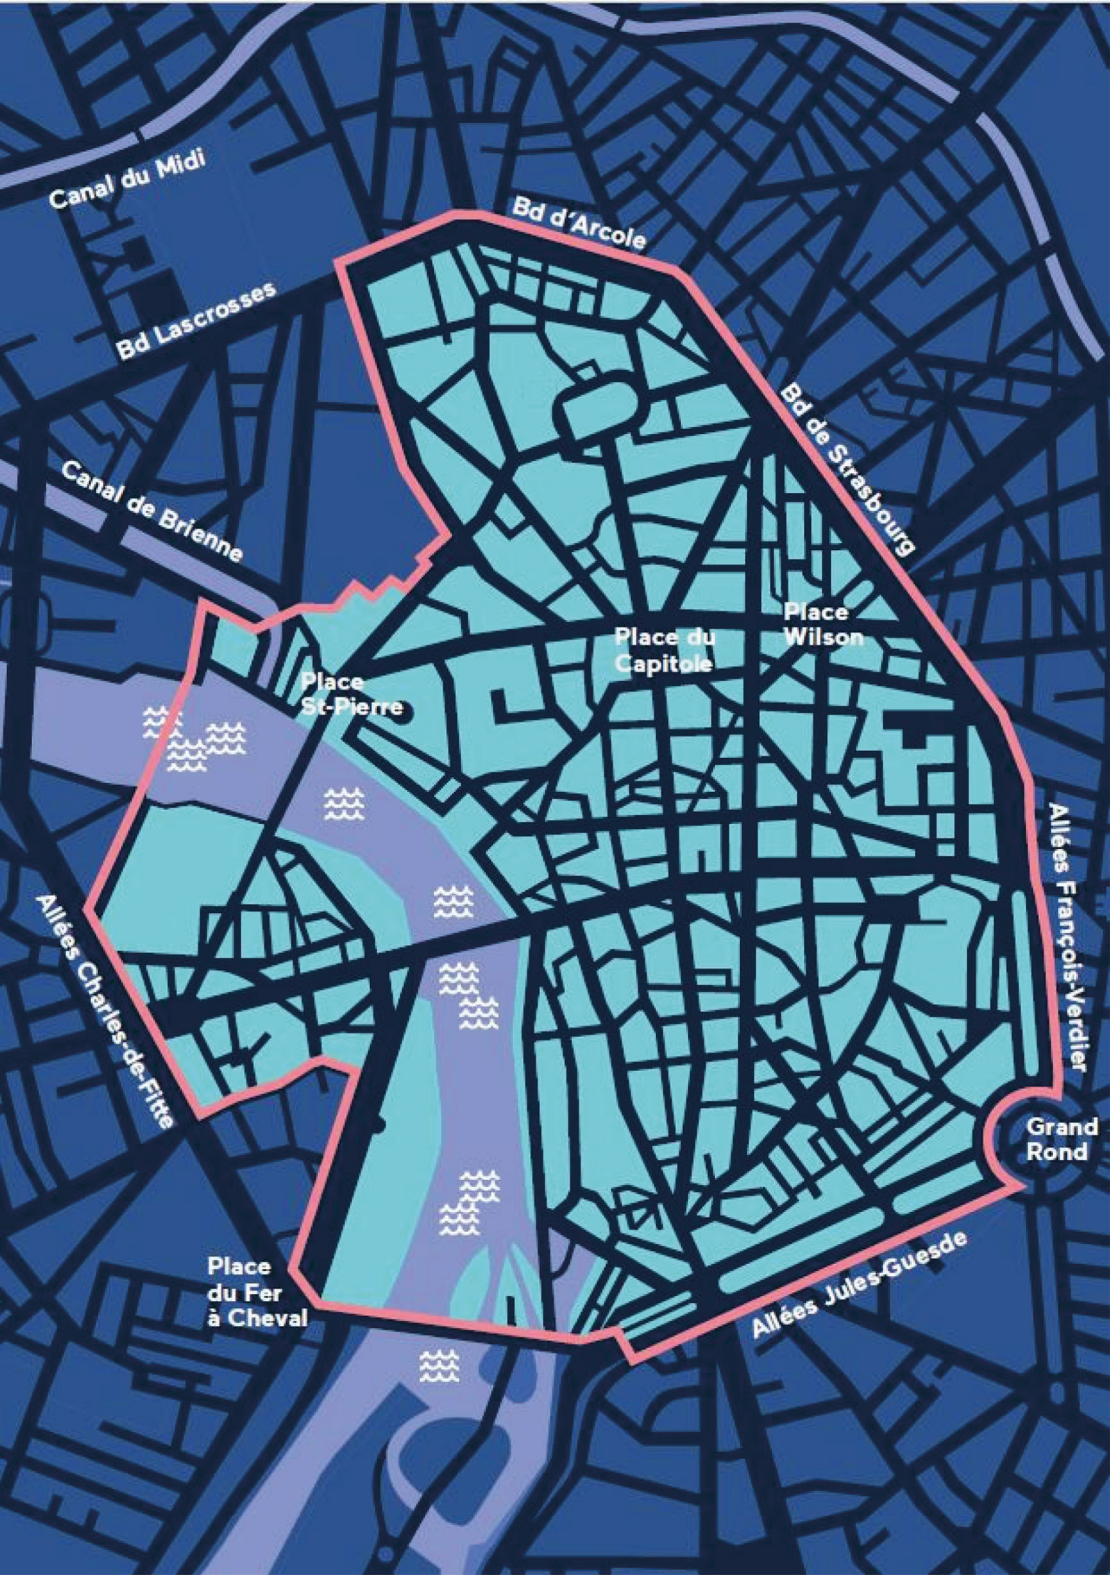 Canal du Midi
Bd d'Arcole
Bd Lascrosses
Bd de Strasbourg
Canal de Brienne
Place
Wilson
Place du
Capitole
Place
St-Pierre
Allées François-Verdier
Allées Charles-de-Fitte
Grand
Rond
Place
du Fer
à Cheval
Allées Jules-Guesde